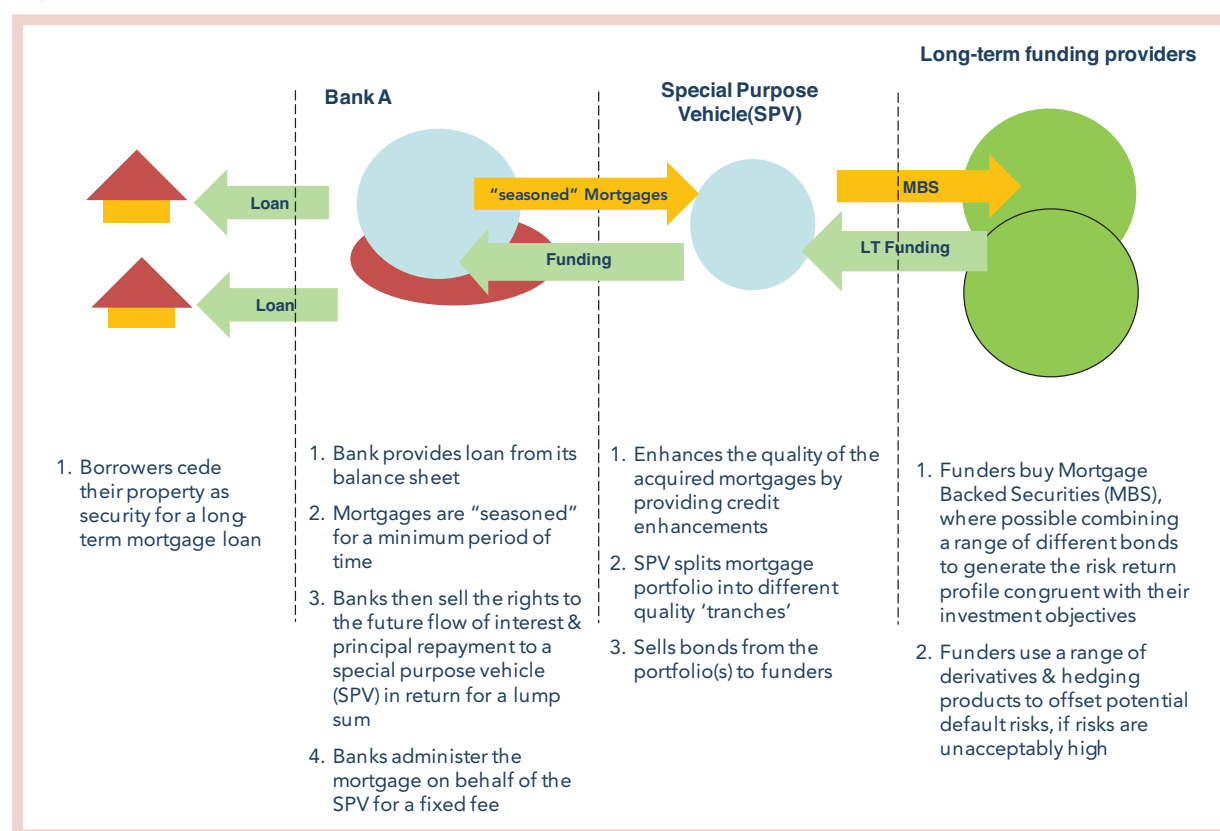 Long-term funding providers
Bank A
Special Purpose
Vehicle(SPV)
Loan
"seasoned" Mortgages
MBS
Funding
LT Funding
Loan
1. Borrowers cede
their property as
security for a long-
term mortgage loan
1. Bank provides loan from its
balance sheet
2. Mortgages are "seasoned"
for a minimum period of
time
3. Banks then sell the rights to
the future flow of interest &
principal repayment to a
special purpose vehicle
(SPV) in return for a lump
sum
4. Banks administer the
mortgage on behalf of the
SPV for a fixed fee
1. Enhances the quality of the
acquired mortgages by
providing credit
enhancements
2. SPV splits mortgage
portfolio into different
quality 'tranches'
3. Sells bonds from the
portfolio(s) to funders
1. Funders buy Mortgage
Backed Securities (MBS),
where possible combining
a range of different bonds
to generate the risk return
profile congruent with their
investment objectives
2. Funders use a range of
derivatives & hedging
products to offset potential
default risks, if risks are
unacceptably high